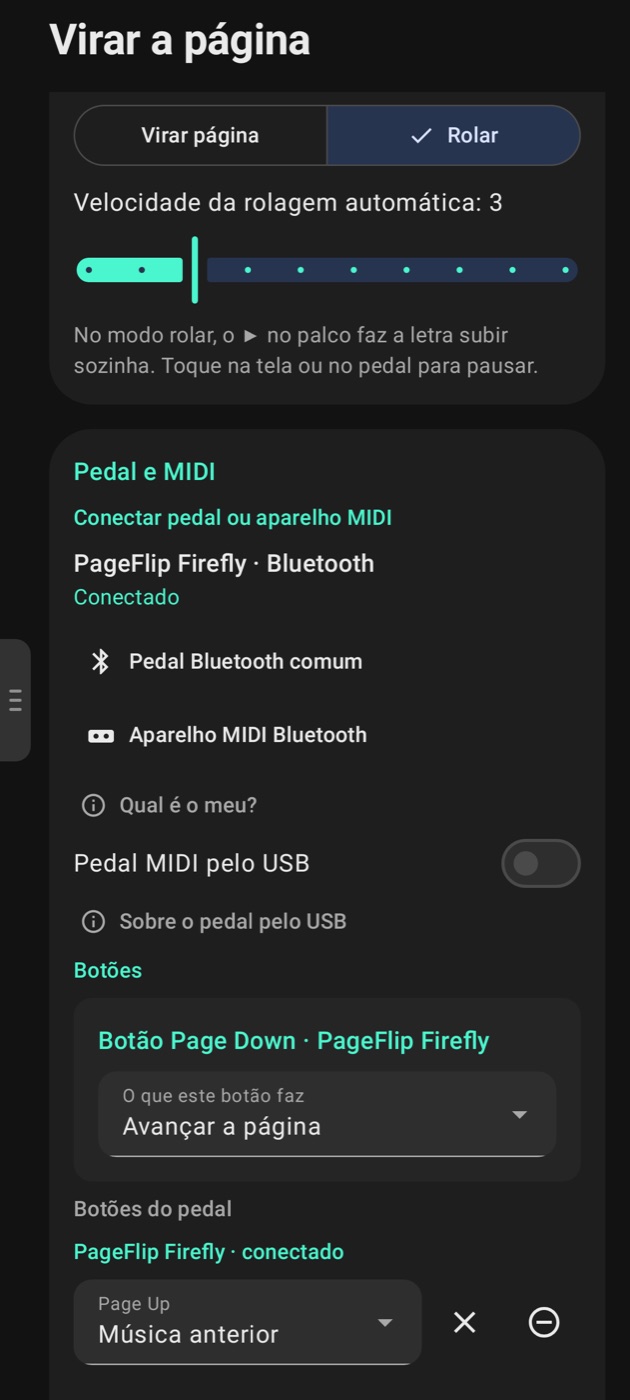 Virar a página
Virar página
Rolar
Velocidade da rolagem automática: 3
No modo rolar, o ► no palco faz a letra subir
sozinha. Toque na tela ou no pedal para pausar.
Pedal e MIDI
Conectar pedal ou aparelho MIDI
PageFlip Firefly · Bluetooth
Conectado
Pedal Bluetooth comum
Aparelho MIDI Bluetooth
Qual é o meu?
Pedal MIDI pelo USB
Sobre o pedal pelo USB
Botões
Botão Page Down · PageFlip Firefly
O que este botão faz
Avançar a página
Botões do pedal
PageFlip Firefly · conectado
Page Up
Música anterior